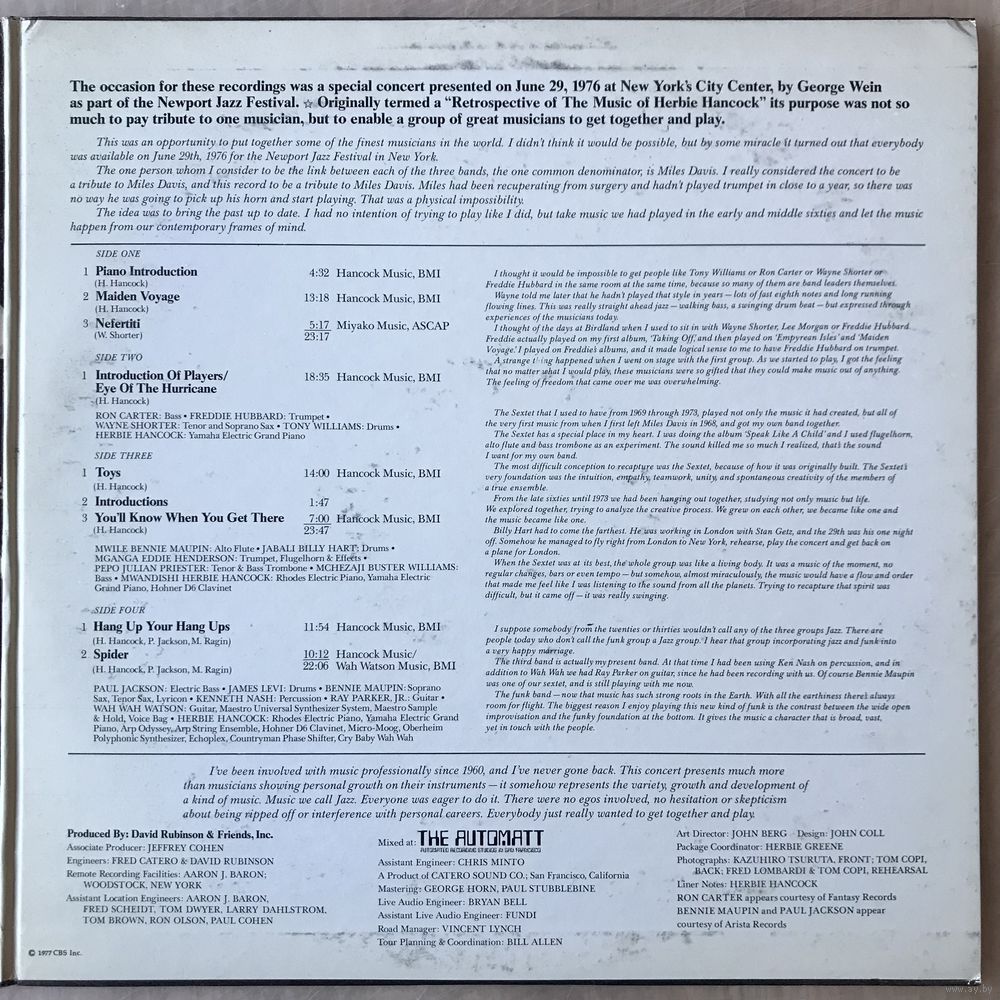 The occasion for these recordings was a special concert presented on June 29, 1976 at New York's City Center, by George Wein
as part of the Newport Jazz Festival. ☆ Originally termed a "Retrospective of The Music of Herbie Hancock" its purpose was not so
much to pay tribute to one musician, but to enable a group of great musicians to get together and play.
This was an opportunity to put together some of the finest musicians in the world. I didn't think it would be possible, but by some miracle it turned out that everybody
was available on June 29th, 1976 for the Newport Jazz Festival in New York.
The one person whom I consider to be the link between each of the three bands, the one common denominator, is Miles Davis. I really considered the concert to be
a tribute to Miles Davis, and this record to be a tribute to Miles Davis. Miles had been recuperating from surgery and hadn't played trumpet in close to a year, so there was
no way he was going to pick up his horn and start playing. That was a physical impossibility.
The idea was to bring the past up to date. I had no intention of trying to play like I did, but take music we had played in the early and middle sixties and let the music
happen from our contemporary frames of mind.
SIDE ONE
1 Piano Introduction 4:32 Hancock Music, BMI
(H. Hancock)
2 Maiden Voyage 13:18 Hancock Music, BMI
(H. Hancock)
3 Nefertiti 5:17 Miyako Music, ASCAP
(W. Shorter) 23:17
SIDE TWO
1 Introduction Of Players/ 18:35 Hancock Music, BMI
Eye Of The Hurricane
(H. Hancock)
RON CARTER: Bass • FREDDIE HUBBARD: Trumpet •
WAYNE SHORTER: Tenor and Soprano Sax • TONY WILLIAMS: Drums •
HERBIE HANCOCK: Yamaha Electric Grand Piano
SIDE THREE
1 Toys 14:00 Hancock Music, BMI
(H. Hancock)
2 Introductions 1:47
3 You'll Know When You Get There 7:00 Hancock Music, BMI
(H. Hancock) 23:47
MWILE BENNIE MAUPIN: Alto Flute • JABALI BILLY HART: Drums •
MGANGA EDDIE HENDERSON: Trumpet, Flugelhorn & Effects •
PEPO JULIAN PRIESTER: Tenor & Bass Trombone • MCHEZAJI BUSTER WILLIAMS:
Bass • MWANDISHI HERBIE HANCOCK: Rhodes Electric Piano, Yamaha Electric
Grand Piano, Hohner D6 Clavinet
SIDE FOUR
1 Hang Up Your Hang Ups 11:54 Hancock Music, BMI
(H. Hancock, P. Jackson, M. Ragin)
2 Spider 10:12 Hancock Music/
(H. Hancock, P. Jackson, M. Ragin) 22:06 Wah Watson Music, BMI
PAUL JACKSON: Electric Bass • JAMES LEVI: Drums • BENNIE MAUPIN: Soprano
Sax, Tenor Sax, Lyricon • KENNETH NASH: Percussion • RAY PARKER, JR.: Guitar •
WAH WAH WATSON: Guitar, Maestro Universal Synthesizer System, Maestro Sample
& Hold, Voice Bag • HERBIE HANCOCK: Rhodes Electric Piano, Yamaha Electric Grand
Piano, Arp Odyssey, Arp String Ensemble, Hohner D6 Clavinet, Micro-Moog, Oberheim
Polyphonic Synthesizer, Echoplex, Countryman Phase Shifter, Cry Baby Wah Wah
I thought it would be impossible to get people like Tony Williams or Ron Carter or Wayne Shorter or
Freddie Hubbard in the same room at the same time, because so many of them are band leaders themselves.
Wayne told me later that he hadn't played that style in years — lots of fast eighth notes and long running
flowing lines. This was really straight ahead jazz — walking bass, a swinging drum beat — but expressed through
experiences of the musicians today.
I thought of the days at Birdland when I used to sit in with Wayne Shorter, Lee Morgan or Freddie Hubbard.
Freddie actually played on my first album, 'Taking Off,' and then played on 'Empyrean Isles' and 'Maiden
Voyage.' I played on Freddie's albums, and it made logical sense to me to have Freddie Hubbard on trumpet.
A strange thing happened when I went on stage with the first group. As we started to play, I got the feeling
that no matter what I would play, these musicians were so gifted that they could make music out of anything.
The feeling of freedom that came over me was overwhelming.
The Sextet that I used to have from 1969 through 1973, played not only the music it had created, but all of
the very first music from when I first left Miles Davis in 1968, and got my own band together.
The Sextet has a special place in my heart. I was doing the album 'Speak Like A Child' and I used flugelhorn,
alto flute and bass trombone as an experiment. The sound killed me so much I realized, that's the sound
I want for my own band.
The most difficult conception to recapture was the Sextet, because of how it was originally built. The Sextet's
very foundation was the intuition, empathy, teamwork, unity, and spontaneous creativity of the members of
a true ensemble.
From the late sixties until 1973 we had been hanging out together, studying not only music but life.
We explored together, trying to analyze the creative process. We grew on each other, we became like one and
the music became like one.
Billy Hart had to come the farthest. He was working in London with Stan Getz, and the 29th was his one night
off. Somehow he managed to fly right from London to New York, rehearse, play the concert and get back on
a plane for London.
When the Sextet was at its best, the whole group was like a living body. It was a music of the moment, no
regular changes, bars or even tempo — but somehow, almost miraculously, the music would have a flow and order
that made me feel like I was listening to the sound from all the planets. Trying to recapture that spirit was
difficult, but it came off — it was really swinging.
I suppose somebody from the twenties or thirties wouldn't call any of the three groups Jazz. There are
people today who don't call the funk group a Jazz group. I hear that group incorporating jazz and funk into
a very happy marriage.
The third band is actually my present band. At that time I had been using Ken Nash on percussion, and in
addition to Wah Wah we had Ray Parker on guitar, since he had been recording with us. Of course Bennie Maupin
was one of our sextet, and is still playing with me now.
The funk band — now that music has such strong roots in the Earth. With all the earthiness there's always
room for flight. The biggest reason I enjoy playing this new kind of funk is the contrast between the wide open
improvisation and the funky foundation at the bottom. It gives the music a character that is broad, vast,
yet in touch with the people.
I've been involved with music professionally since 1960, and I've never gone back. This concert presents much more
than musicians showing personal growth on their instruments — it somehow represents the variety, growth and development of
a kind of music. Music we call Jazz. Everyone was eager to do it. There were no egos involved, no hesitation or skepticism
about being ripped off or interference with personal careers. Everybody just really wanted to get together and play.
Produced By: David Rubinson & Friends, Inc.
Associate Producer: JEFFREY COHEN
Engineers: FRED CATERO & DAVID RUBINSON
Remote Recording Facilities: AARON J. BARON;
WOODSTOCK, NEW YORK
Assistant Location Engineers: AARON J. BARON,
FRED SCHEIDT, TOM DWYER, LARRY DAHLSTROM,
TOM BROWN, RON OLSON, PAUL COHEN
Mixed at: THE AUTOMATT
AUTOMATED RECORDING STUDIOS OF SAN FRANCISCO
Assistant Engineer: CHRIS MINTO
A Product of CATERO SOUND CO.; San Francisco, California
Mastering: GEORGE HORN, PAUL STUBBLEBINE
Live Audio Engineer: BRYAN BELL
Assistant Live Audio Engineer: FUNDI
Road Manager: VINCENT LYNCH
Tour Planning & Coordination: BILL ALLEN
Art Director: JOHN BERG Design: JOHN COLL
Package Coordinator: HERBIE GREENE
Photographs: KAZUHIRO TSURUTA, FRONT; TOM COPI,
BACK; FRED LOMBARDI & TOM COPI, REHEARSAL
Liner Notes: HERBIE HANCOCK
RON CARTER appears courtesy of Fantasy Records
BENNIE MAUPIN and PAUL JACKSON appear
courtesy of Arista Records
© 1977 CBS Inc.
www.ay.by